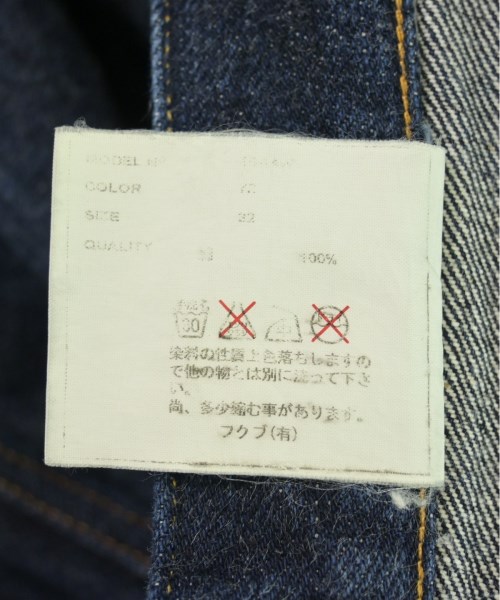 MODEL
COLOR
SIZE 32
QUALITY 綿 100%
染料の性質上色落ちしますの
で他の物とは別に洗って下さ
い。
尚、多少縮む事があります。
フクブ(有)